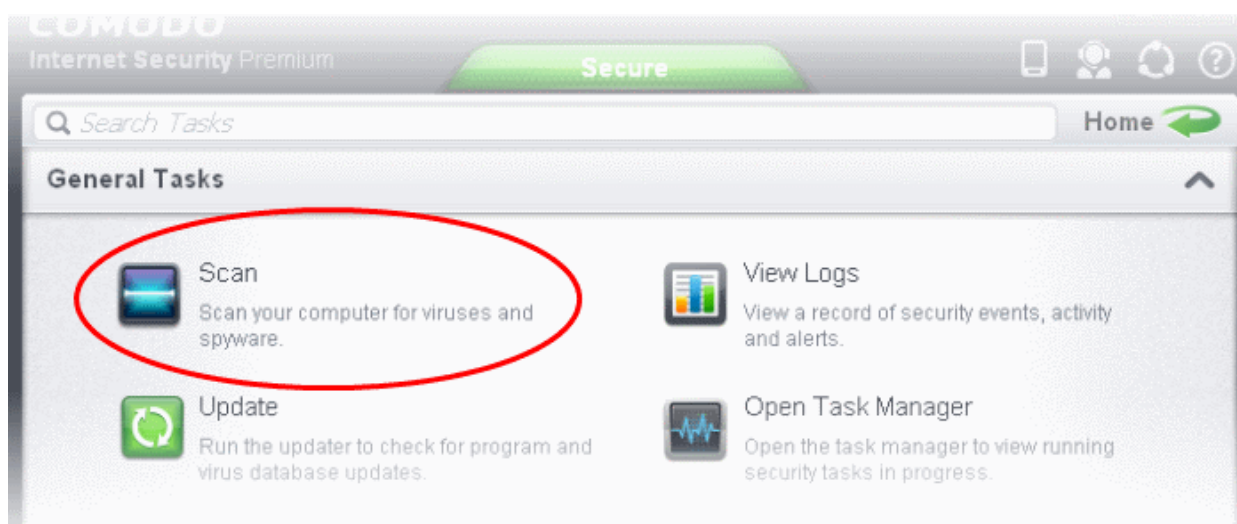 COMODO
Internet Security Premium
Secure
Search Tasks
Home
General Tasks
Scan
Scan your computer for viruses and
spyware.
View Logs
View a record of security events, activity
and alerts.
Update
Run the updater to check for program and
virus database updates.
Open Task Manager
Open the task manager to view running
security tasks in progress.